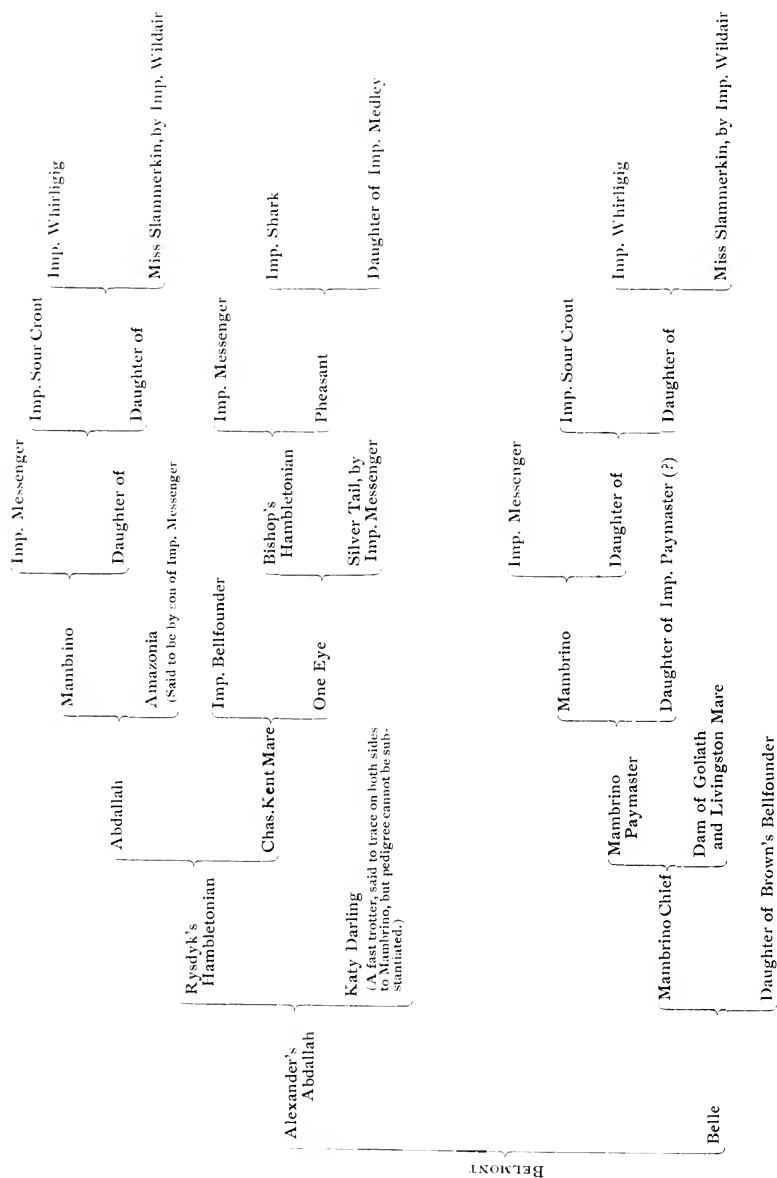 BELMONT
Alexander's
Abdallah
Belle
Rysdyk's
Hambletonian
Katy Darling
(A fast trotter, said to trace on both sides
to Mambrino, but pedigree cannot be sub-
stantiated.)
Mambrino Chief
Daughter of Brown's Bellfounder
Abdallah
Chas. Kent Mare
Mambrino
Paymaster
Dam of Goliath
and Livingston Mare
Mambrino
Amazonia
(Said to be by son of Imp. Messenger
Imp. Bellfounder
One Eye
Mambrino
Daughter of Imp. Paymaster (?)
Imp. Messenger
Daughter of
Bishop's
Hambletonian
Silver Tail, by
Imp. Messenger
Imp. Messenger
Daughter of
Imp. Sour Crout
Daughter of
Imp. Messenger
Pheasant
Imp. Sour Crout
Daughter of
Imp. Whirligig
Miss Slammerkin, by Imp. Wildair
Imp. Shark
Daughter of Imp. Medley
Imp. Whirligig
Miss Slammerkin, by Imp. Wildair